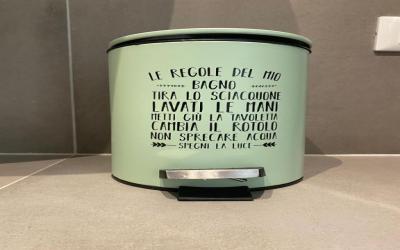 LE REGOLE DEL MIO
BAGNO
TIRA LO SCIACQUONE
LAVATI LE MANI
METTI GIÙ LA TAVOLETTA
CAMBIA IL ROTOLO
NON SPRECARE ACQUA
SPEGNI LA LUCE